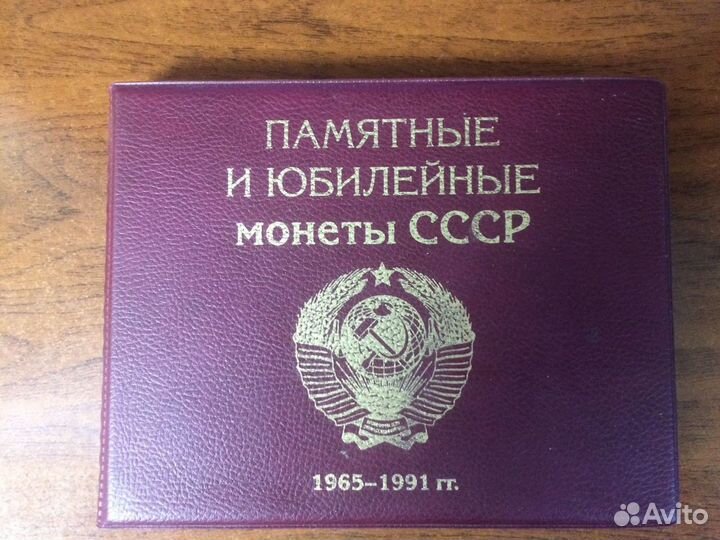 ПАМЯТНЫЕ
И ЮБИЛЕЙНЫЕ
монеты СССР
1965–1991 гг.
Avito